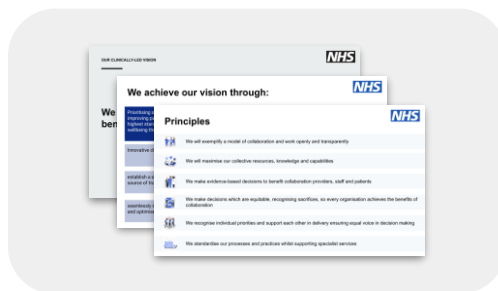 OUR CLINICALLY-LED VISION
NHS
We
ben
We achieve our vision through:
NHS
Prioritising
improving
highest
wellbeing
Innovative
establish a
source of
seamlessly
and
Principles
NHS
We will exemplify a model of collaboration and work openly and transparently
We will maximise our collective resources, knowledge and capabilities
We make evidence-based decisions to benefit collaboration providers, staff and patients
We make decisions which are equitable, recognising sacrifices, so every organisation achieves the benefits of
collaboration
We recognise individual priorities and support each other in delivery ensuring equal voice in decision making
We standardise our processes and practices whilst supporting specialist services